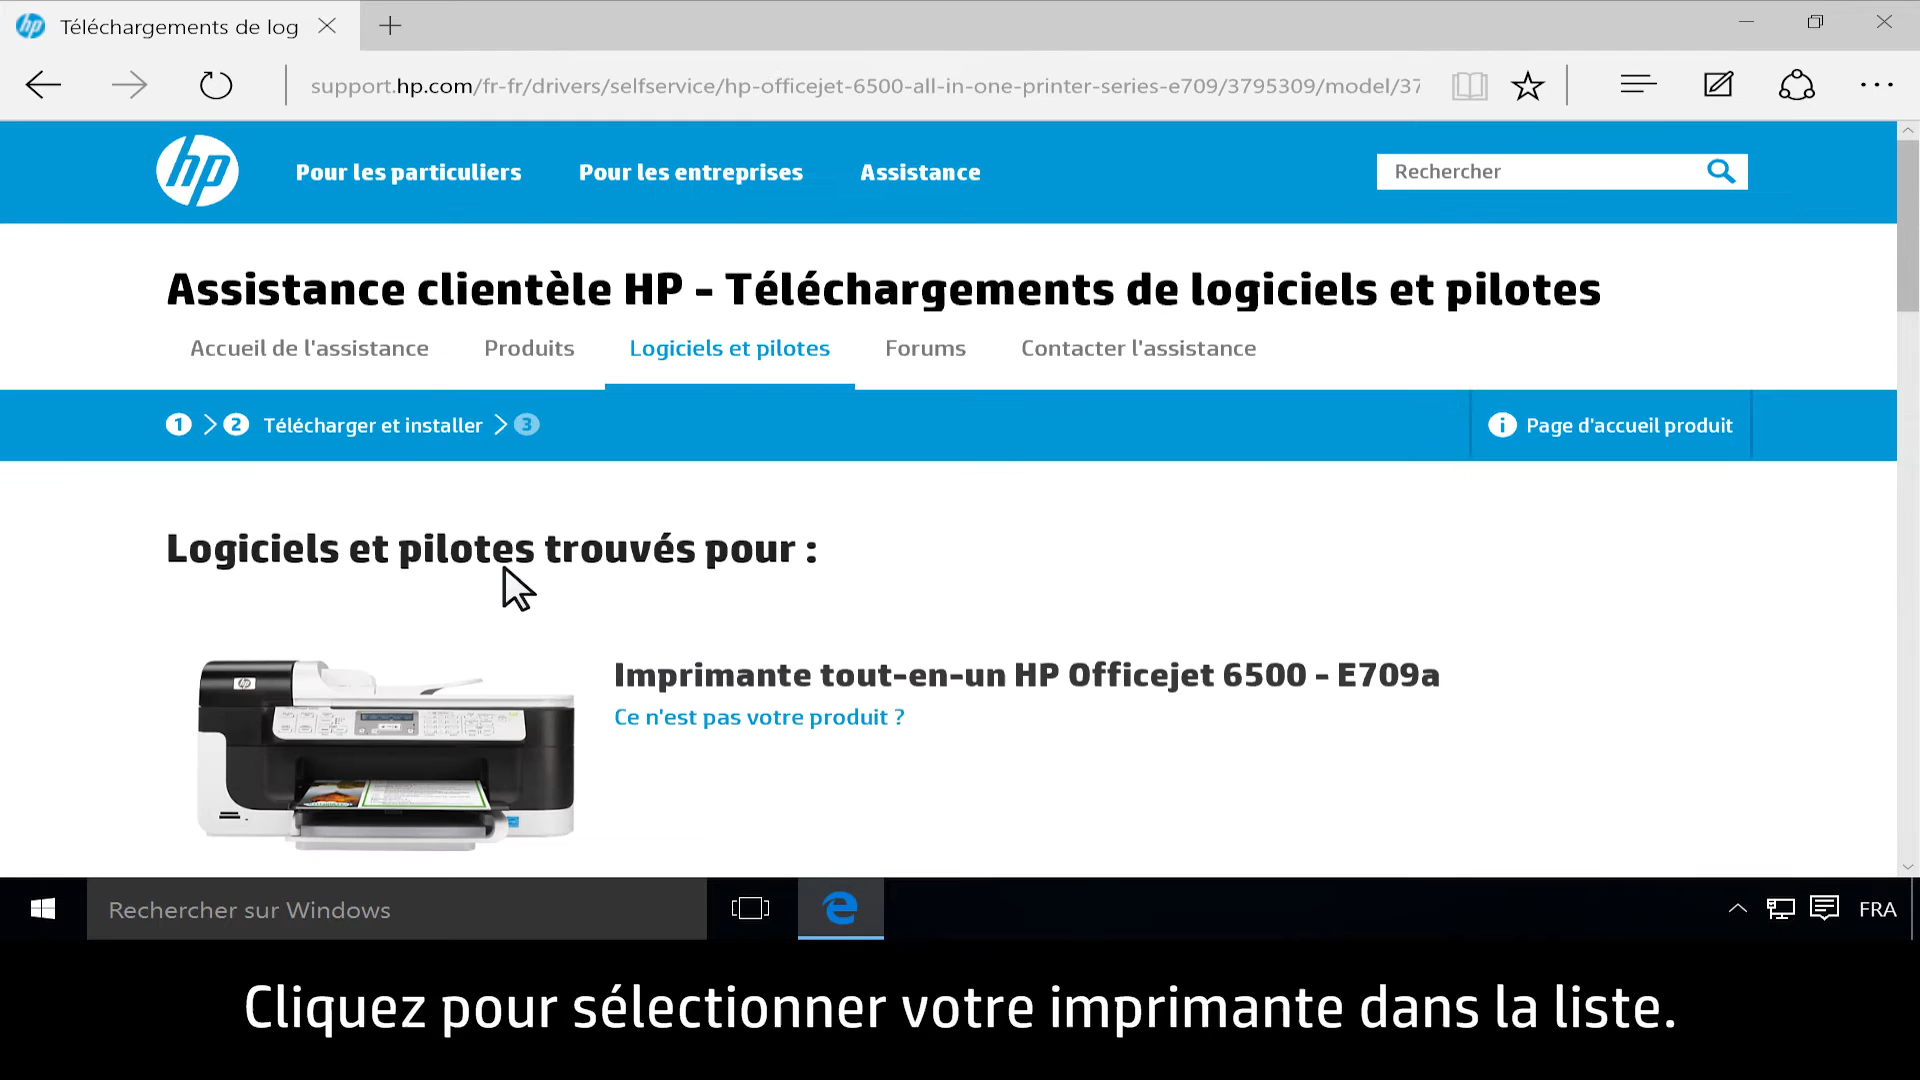 Téléchargements de log
support.hp.com/fr-fr/drivers/selfservice/hp-officejet-6500-all-in-one-printer-series-e709/3795309/model/37
hp
Pour les particuliers
Pour les entreprises
Assistance
Rechercher
Assistance clientèle HP - Téléchargements de logiciels et pilotes
Accueil de l'assistance
Produits
Logiciels et pilotes
Forums
Contacter l'assistance
1
2
Télécharger et installer
3
Page d'accueil produit
Logiciels et pilotes trouvés pour :
Imprimante tout-en-un HP Officejet 6500 - E709a
Ce n'est pas votre produit ?
Rechercher sur Windows
FRA
Cliquez pour sélectionner votre imprimante dans la liste.